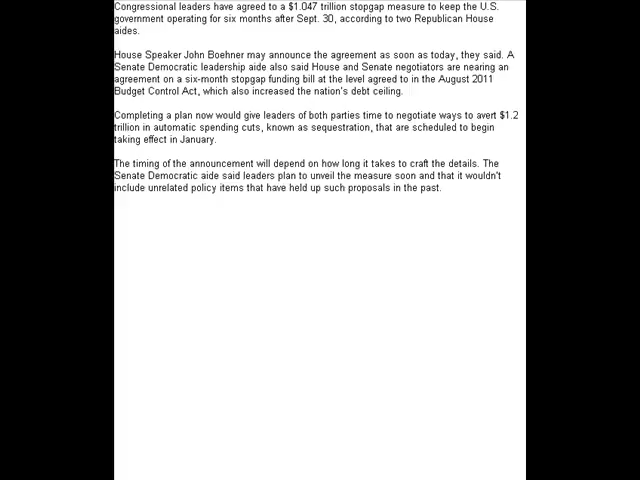 Congressional leaders have agreed to a $1.047 trillion stopgap measure to keep the U.S.
government operating for six months after Sept. 30, according to two Republican House
aides.
House Speaker John Boehner may announce the agreement as soon as today, they said. A
Senate Democratic leadership aide also said House and Senate negotiators are nearing an
agreement on a six-month stopgap funding bill at the level agreed to in the August 2011
Budget Control Act, which also increased the nation's debt ceiling.
Completing a plan now would give leaders of both parties time to negotiate ways to avert $1.2
trillion in automatic spending cuts, known as sequestration, that are scheduled to begin
taking effect in January.
The timing of the announcement will depend on how long it takes to craft the details. The
Senate Democratic aide said leaders plan to unveil the measure soon and that it wouldn't
include unrelated policy items that have held up such proposals in the past.